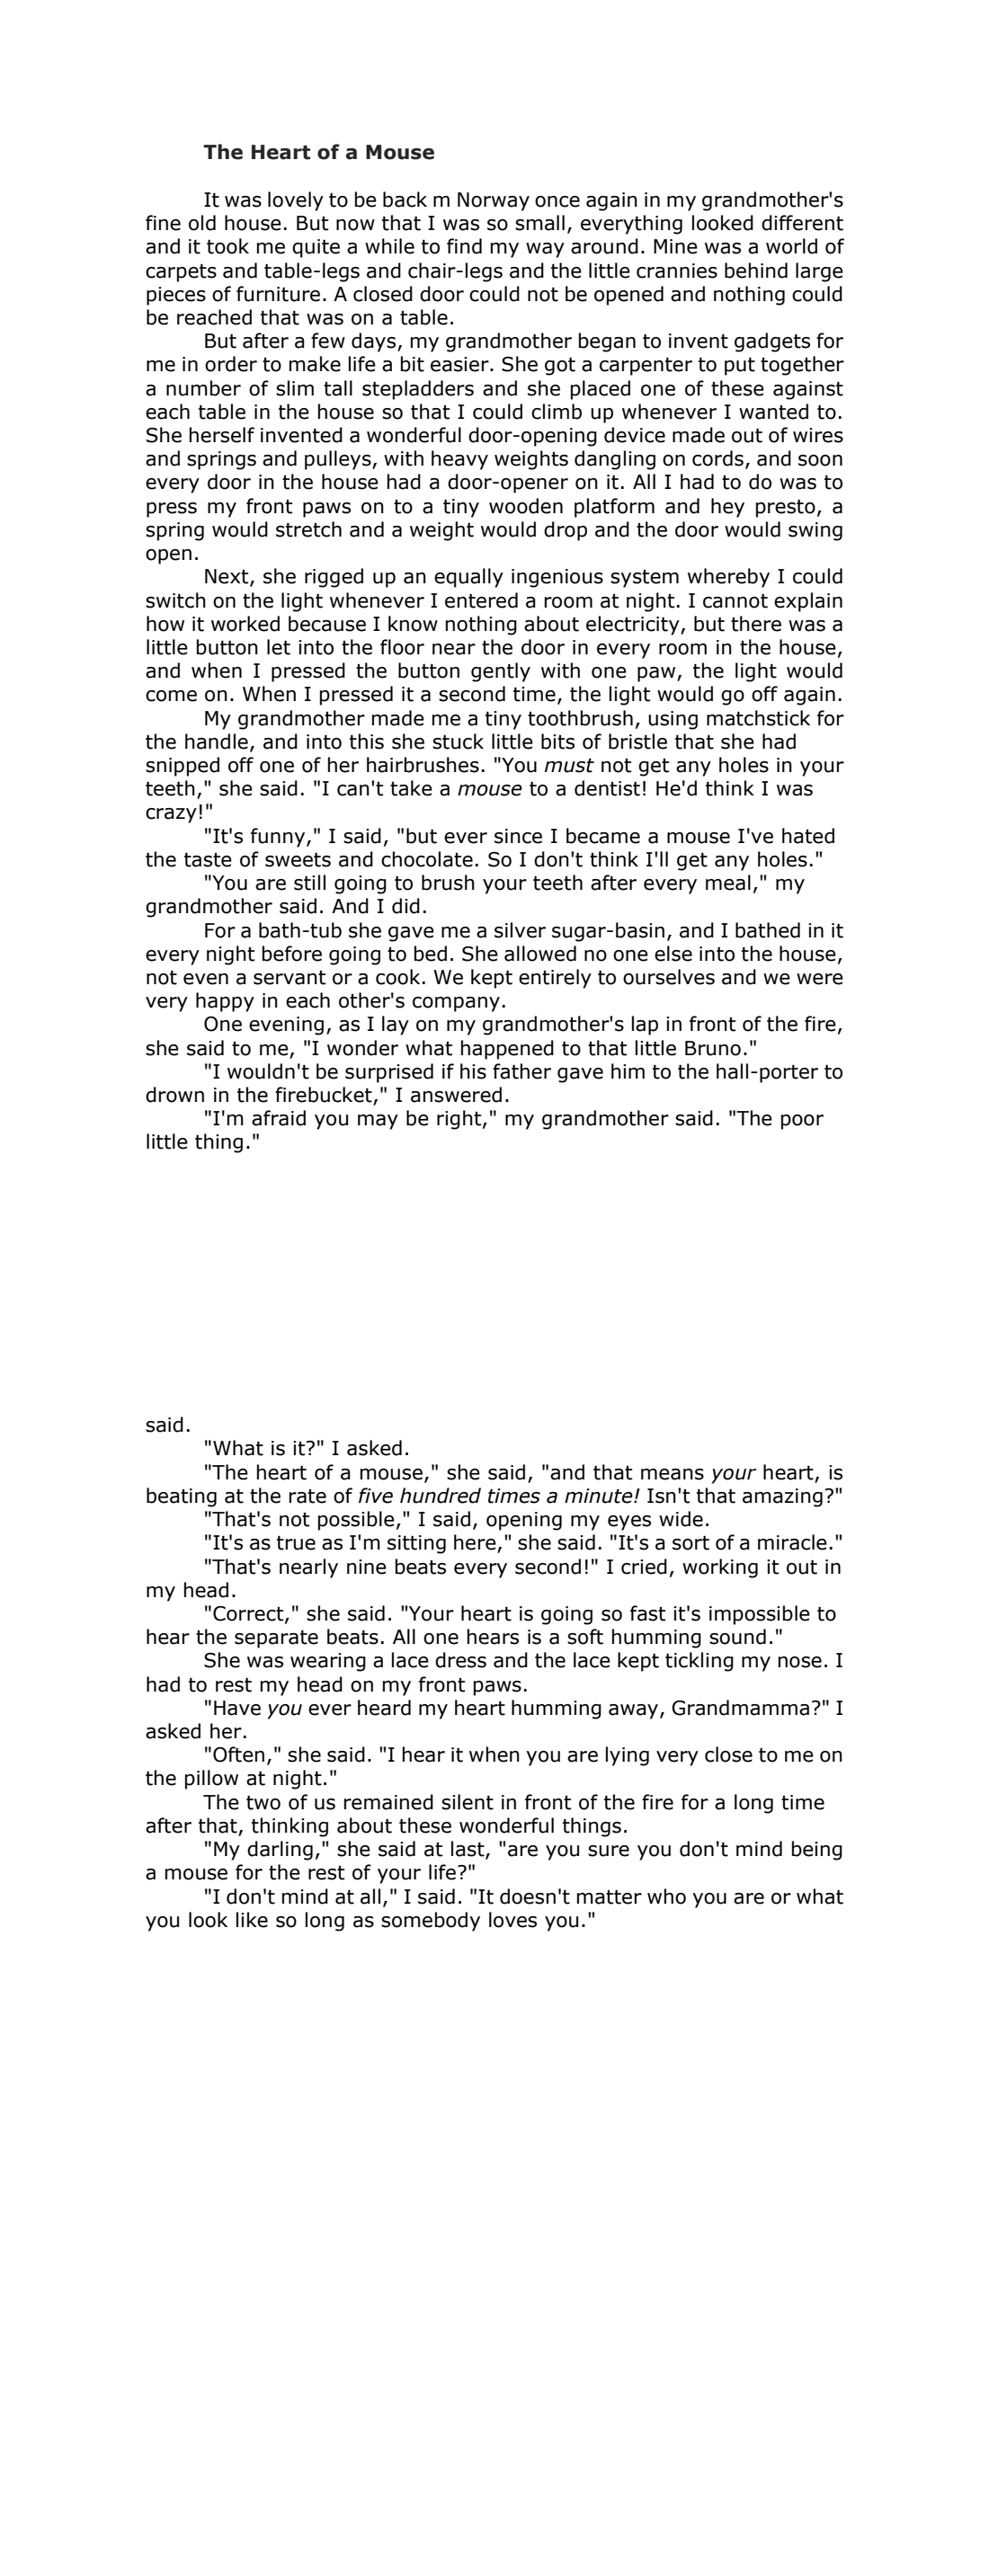 The Heart of a Mouse
It was lovely to be back m Norway once again in my grandmother's
fine old house. But now that I was so small, everything looked different
and it took me quite a while to find my way around. Mine was a world of
carpets and table-legs and chair-legs and the little crannies behind large
pieces of furniture. A closed door could not be opened and nothing could
be reached that was on a table.
But after a few days, my grandmother began to invent gadgets for
me in order to make life a bit easier. She got a carpenter to put together
a number of slim tall stepladders and she placed one of these against
each table in the house so that I could climb up whenever I wanted to.
She herself invented a wonderful door-opening device made out of wires
and springs and pulleys, with heavy weights dangling on cords, and soon
every door in the house had a door-opener on it. All I had to do was to
press my front paws on to a tiny wooden platform and hey presto, a
spring would stretch and a weight would drop and the door would swing
open.
Next, she rigged up an equally ingenious system whereby I could
switch on the light whenever I entered a room at night. I cannot explain
how it worked because I know nothing about electricity, but there was a
little button let into the floor near the door in every room in the house,
and when I pressed the button gently with one paw, the light would
come on. When I pressed it a second time, the light would go off again.
My grandmother made me a tiny toothbrush, using matchstick for
the handle, and into this she stuck little bits of bristle that she had
snipped off one of her hairbrushes. "You must not get any holes in your
teeth," she said. "I can't take a mouse to a dentist! He'd think I was
crazy!"
"It's funny," I said, "but ever since I became a mouse I've hated
the taste of sweets and chocolate. So I don't think I'll get any holes."
"You are still going to brush your teeth after every meal," my
grandmother said. And I did.
For a bath-tub she gave me a silver sugar-basin, and I bathed in it
every night before going to bed. She allowed no one else into the house,
not even a servant or a cook. We kept entirely to ourselves and we were
very happy in each other's company.
One evening, as I lay on my grandmother's lap in front of the fire,
she said to me, "I wonder what happened to that little Bruno."
"I wouldn't be surprised if his father gave him to the hall-porter to
drown in the firebucket," I answered.
"I'm afraid you may be right," my grandmother said. "The poor
little thing."
said.
"What is it?" I asked.
"The heart of a mouse," she said, "and that means your heart, is
beating at the rate of five hundred times a minute! Isn't that amazing?"
"That's not possible," I said, opening my eyes wide.
"It's as true as I'm sitting here," she said. "It's a sort of a miracle."
"That's nearly nine beats every second!" I cried, working it out in
my head.
"Correct," she said. "Your heart is going so fast it's impossible to
hear the separate beats. All one hears is a soft humming sound."
She was wearing a lace dress and the lace kept tickling my nose. I
had to rest my head on my front paws.
"Have you ever heard my heart humming away, Grandmamma?" I
asked her.
"Often," she said. "I hear it when you are lying very close to me on
the pillow at night."
The two of us remained silent in front of the fire for a long time
after that, thinking about these wonderful things.
"My darling," she said at last, "are you sure you don't mind being
a mouse for the rest of your life?"
"I don't mind at all," I said. "It doesn't matter who you are or what
you look like so long as somebody loves you."